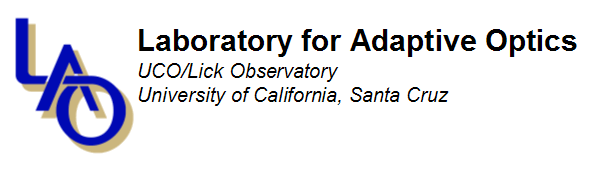 LAO
Laboratory for Adaptive Optics
UCO/Lick Observatory
University of California, Santa Cruz